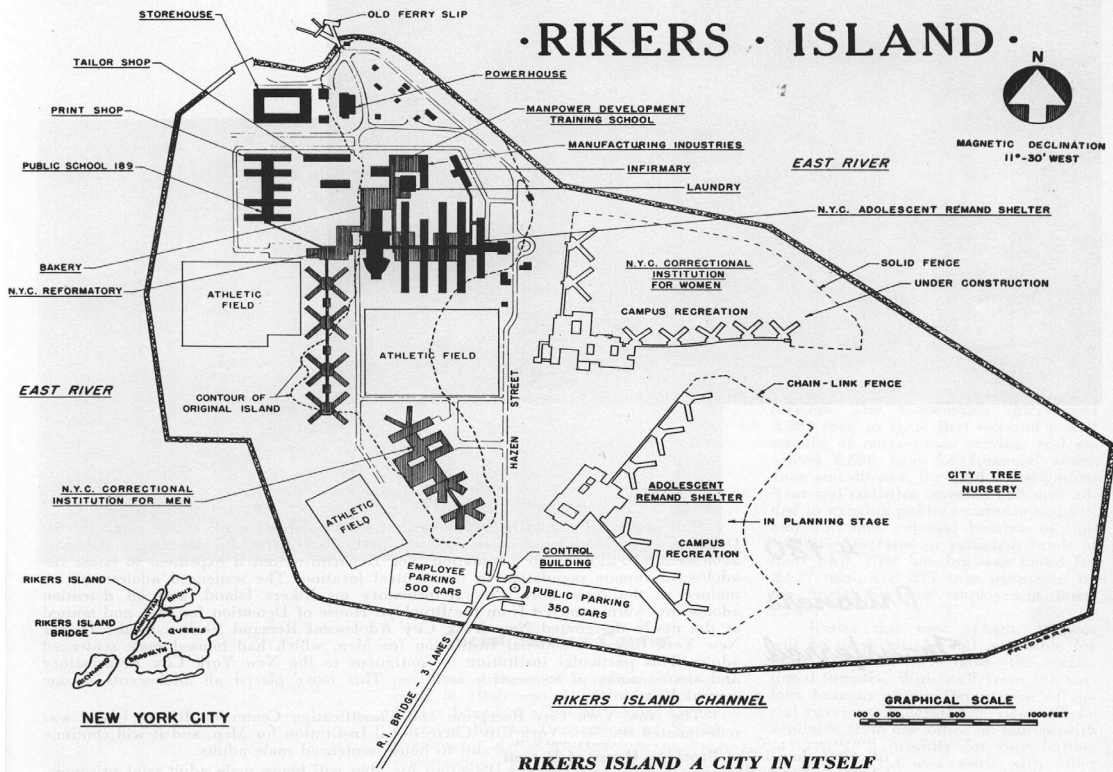 ·RIKERS · ISLAND·
OLD FERRY SLIP
STOREHOUSE
TAILOR SHOP
POWERHOUSE
PRINT SHOP
MANPOWER DEVELOPMENT
TRAINING SCHOOL
MANUFACTURING INDUSTRIES
PUBLIC SCHOOL 189
INFIRMARY
LAUNDRY
N
MAGNETIC DECLINATION
11°-30' WEST
EAST RIVER
N.Y.C. ADOLESCENT REMAND SHELTER
BAKERY
N.Y.C. REFORMATORY
ATHLETIC
FIELD
N.Y.C. CORRECTIONAL
INSTITUTION
FOR WOMEN
SOLID FENCE
UNDER CONSTRUCTION
CAMPUS RECREATION
ATHLETIC FIELD
EAST RIVER
CONTOUR OF
ORIGINAL ISLAND
HAZEN STREET
CHAIN-LINK FENCE
N.Y.C. CORRECTIONAL
INSTITUTION FOR MEN
ADOLESCENT
REMAND SHELTER
CITY TREE
NURSERY
IN PLANNING STAGE
ATHLETIC
FIELD
CAMPUS
RECREATION
CONTROL
BUILDING
EMPLOYEE
PARKING
500 CARS
PUBLIC PARKING
350 CARS
RIKERS ISLAND
RIKERS ISLAND
BRIDGE
MANHATTAN
BRONX
QUEENS
BROOKLYN
RICHMOND
NEW YORK CITY
R.I. BRIDGE 3 LANES
RIKERS ISLAND CHANNEL
GRAPHICAL SCALE
100 0 100 500 1000 FEET
RIKERS ISLAND A CITY IN ITSELF